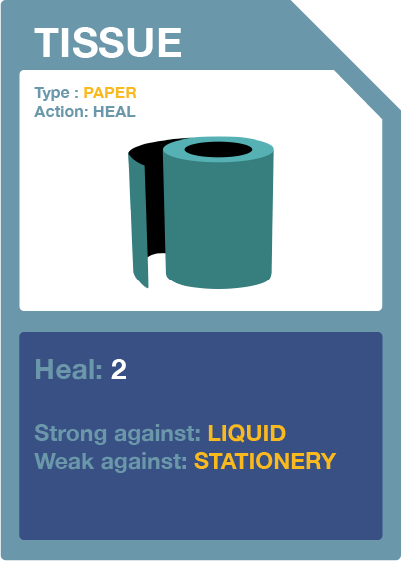 TISSUE
Type : PAPER
Action: HEAL
Heal: 2
Strong against: LIQUID
Weak against: STATIONERY